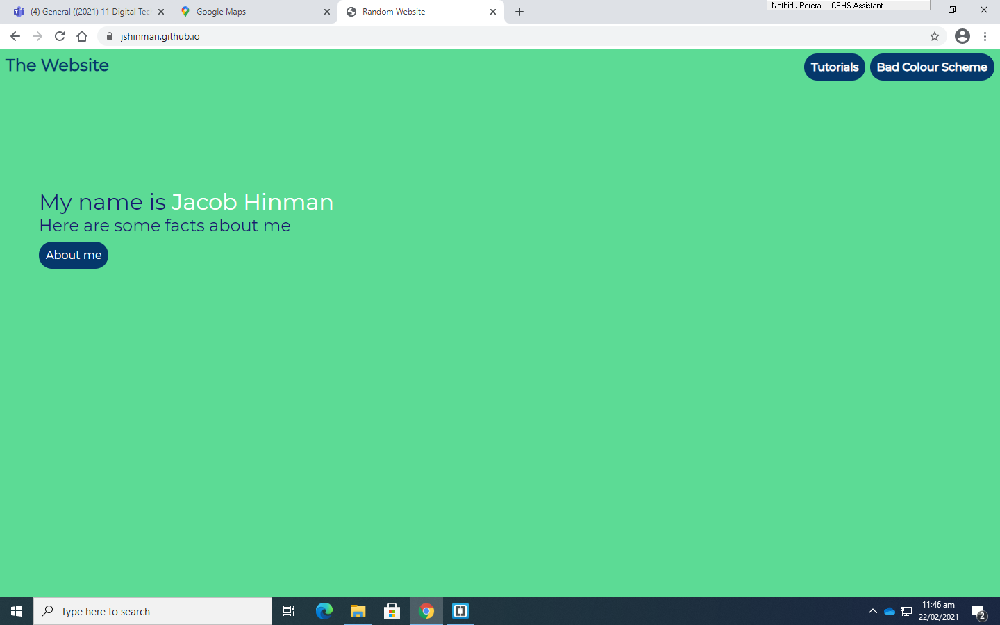 (4) General ((2021) 11 Digital Tec
Google Maps
Random Website
Nethidu Perera - CBHS Assistant
jshinman.github.io
The Website
Tutorials
Bad Colour Scheme
My name is Jacob Hinman
Here are some facts about me
About me
Type here to search
11:46 am
22/02/2021
2